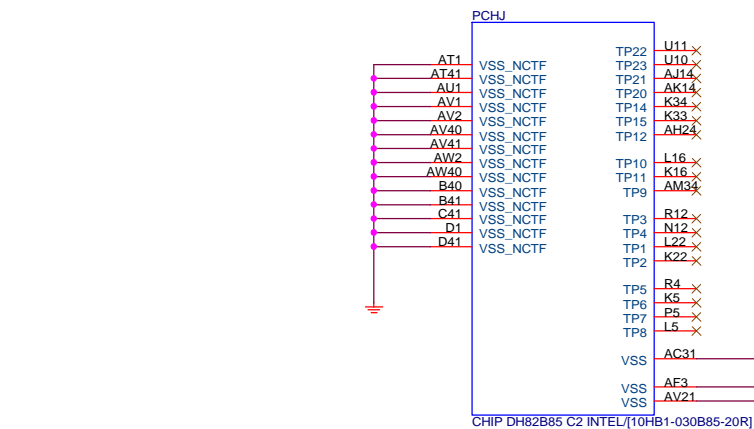 PCHJ
AT1 VSS_NCTF
AT41 VSS_NCTF
AU1 VSS_NCTF
AV1 VSS_NCTF
AV2 VSS_NCTF
AV40 VSS_NCTF
AV41 VSS_NCTF
AW2 VSS_NCTF
AW40 VSS_NCTF
B40 VSS_NCTF
B41 VSS_NCTF
C41 VSS_NCTF
D1 VSS_NCTF
D41 VSS_NCTF
TP22 U11
TP23 U10
TP21 AJ14
TP20 AK14
TP14 K34
TP15 K33
TP12 AH24
TP10 L16
TP11 K16
TP9 AM34
TP3 R12
TP4 N12
TP1 L22
TP2 K22
TP5 R4
TP6 K5
TP7 P5
TP8 L5
VSS AC31
VSS AF3
VSS AV21
CHIP DH82B85 C2 INTEL/[10HB1-030B85-20R]